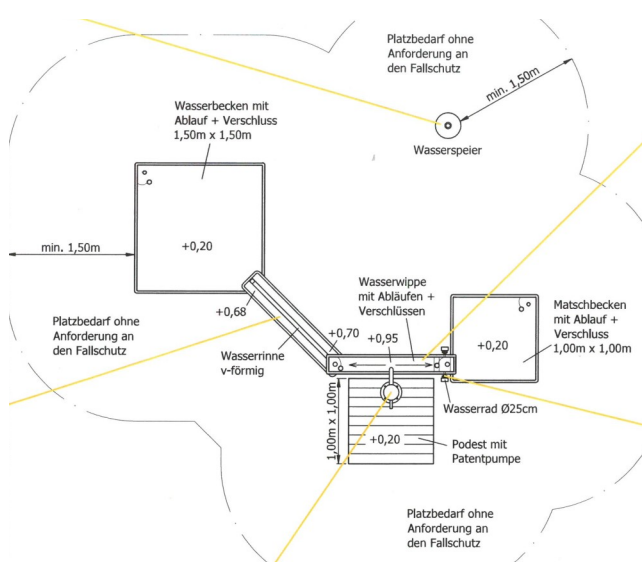 Platzbedarf ohne
Anforderung an
den Fallschutz
min. 1,50m
Wasserspeier
Wasserbecken mit
Ablauf + Verschluss
1,50m x 1,50m
+0,20
min. 1,50m
Platzbedarf ohne
Anforderung an
den Fallschutz
+0,68
Wasserrinne
v-förmig
+0,70
+0,95
Wasserwippe
mit Abläufen +
Verschlüssen
+0,20
Matschbecken
mit Ablauf +
Verschluss
1,00m x 1,00m
Wasserrad Ø25cm
1,00m x 1,00m
+0,20
Podest mit
Patentpumpe
Platzbedarf ohne
Anforderung an
den Fallschutz